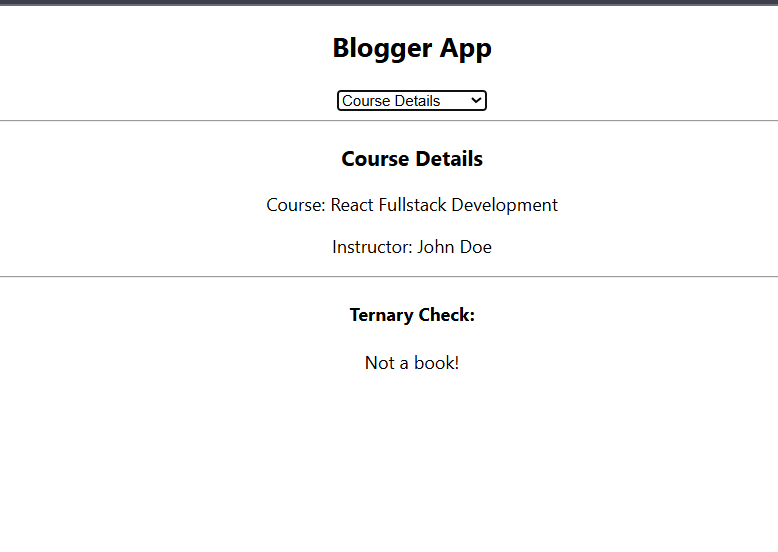 Blogger App
Course Details
Course Details
Course: React Fullstack Development
Instructor: John Doe
Ternary Check:
Not a book!